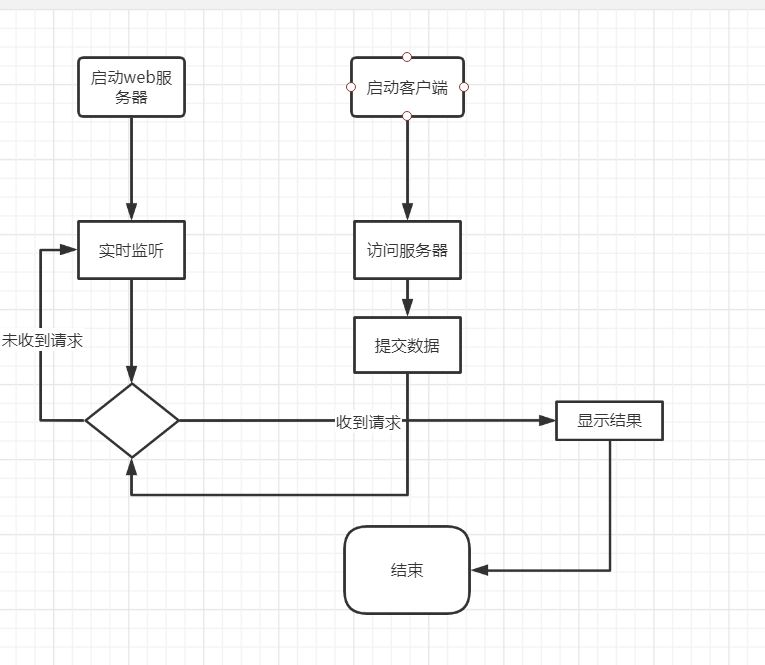 启动web服
务器
启动客户端
实时监听
访问服务器
未收到请求
提交数据
收到请求
显示结果
结束